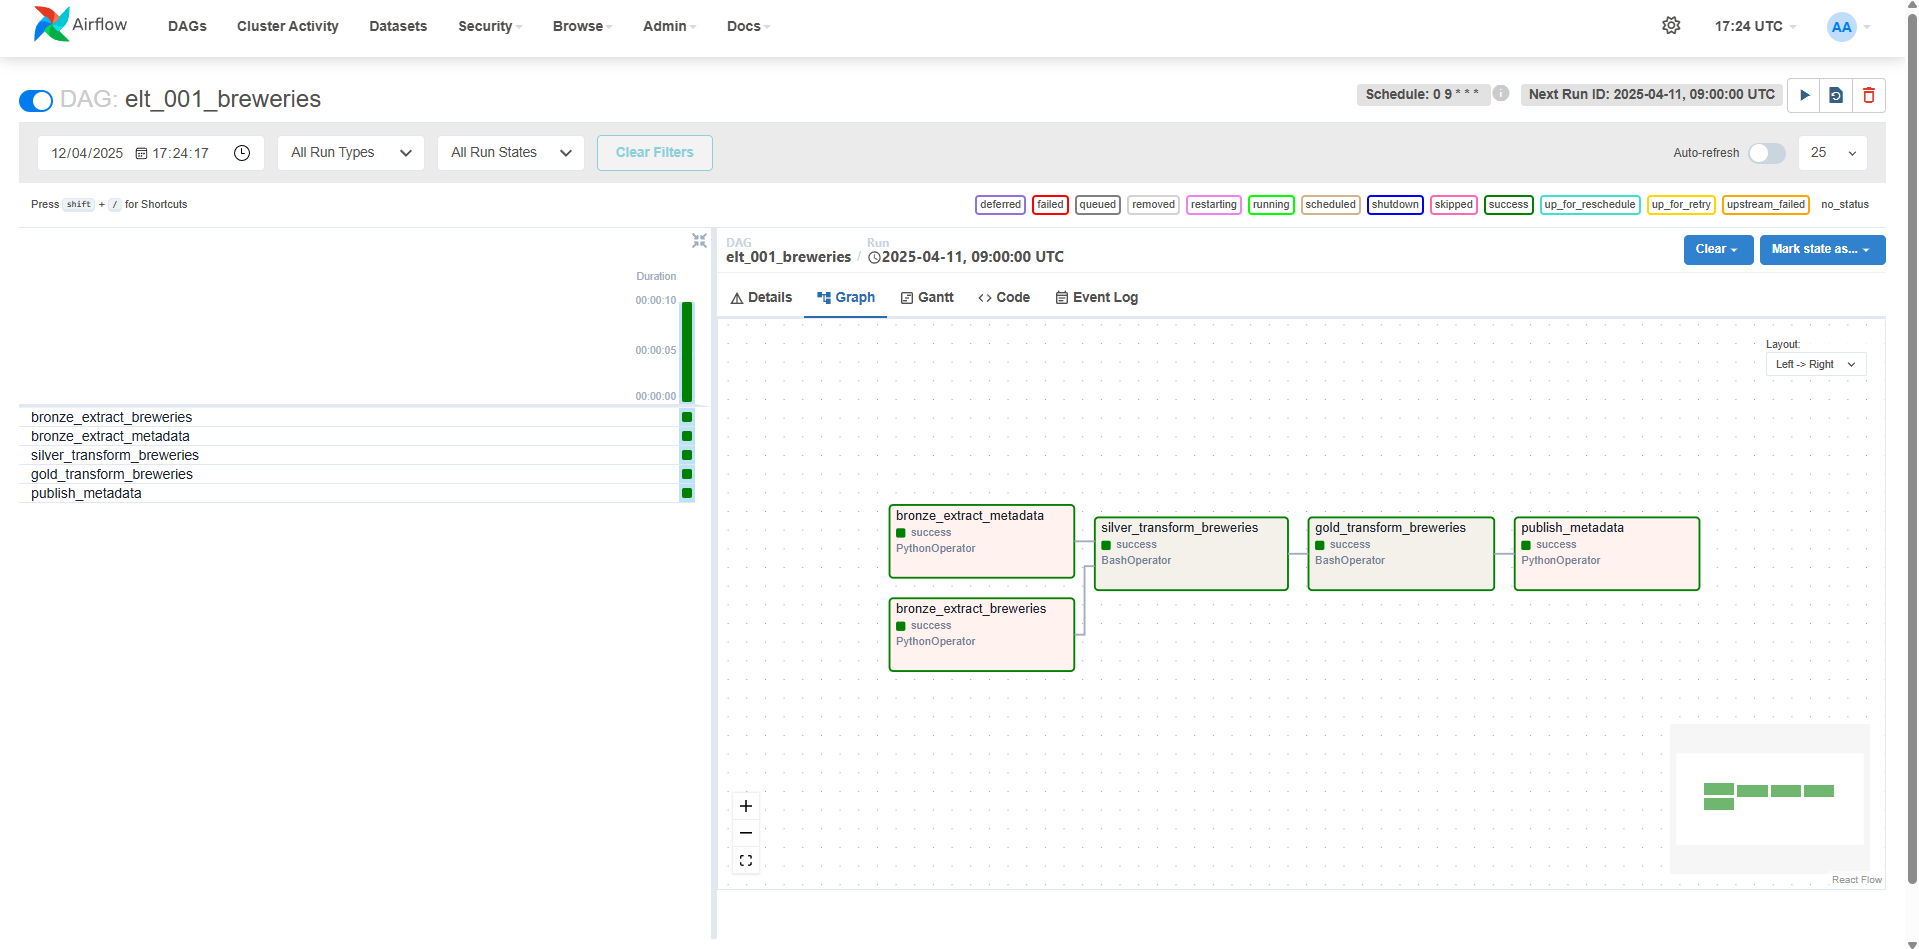 Airflow
DAGs
Cluster Activity
Datasets
Security
Browse
Admin
Docs
17:24 UTC
AA
DAG: elt_001_breweries
Schedule: 0 9 * * *
i
Next Run ID: 2025-04-11, 09:00:00 UTC
12/04/2025 17:24:17
All Run Types
All Run States
Clear Filters
Auto-refresh
25
Press shift + / for Shortcuts
deferred
failed
queued
removed
restarting
running
scheduled
shutdown
skipped
success
up_for_reschedule
up_for_retry
upstream_failed
no_status
Duration
00:00:10
00:00:05
00:00:00
bronze_extract_breweries
bronze_extract_metadata
silver_transform_breweries
gold_transform_breweries
publish_metadata
DAG
elt_001_breweries
/
Run
2025-04-11, 09:00:00 UTC
Clear
Mark state as...
Details
Graph
Gantt
Code
Event Log
Layout:
Left -> Right
bronze_extract_metadata
success
PythonOperator
bronze_extract_breweries
success
PythonOperator
silver_transform_breweries
success
BashOperator
gold_transform_breweries
success
BashOperator
publish_metadata
success
PythonOperator
React Flow